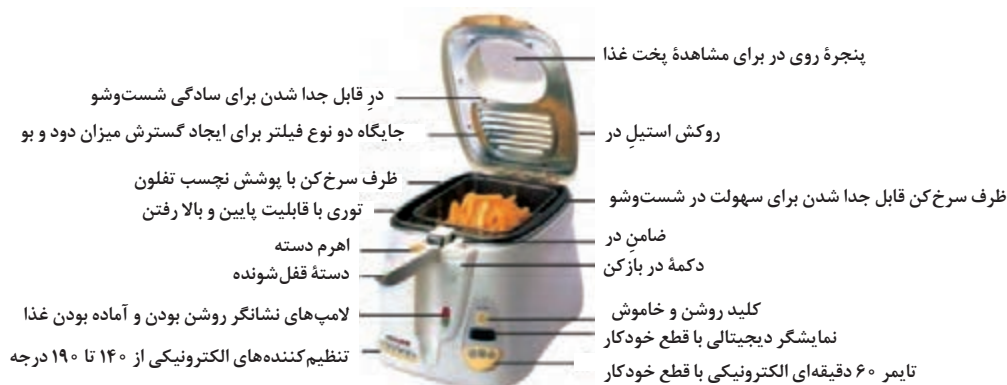 پنجرهٔ روی در برای مشاهدهٔ پخت غذا
روکش استیلِ در
ظرف سرخ‌کن قابل جدا شدن برای سهولت در شست‌وشو
ضامنِ در
دکمهٔ در بازکن
کلید روشن و خاموش
نمایشگر دیجیتالی با قطع خودکار
تایمر ۶۰ دقیقه‌ای الکترونیکی با قطع خودکار
درِ قابل جدا شدن برای سادگی شست‌وشو
جایگاه دو نوع فیلتر برای ایجاد گسترش میزان دود و بو
ظرف سرخ‌کن با پوشش نچسب تفلون
توری با قابلیت پایین و بالا رفتن
اهرم دسته
دستهٔ قفل‌شونده
لامپ‌های نشانگر روشن بودن و آماده بودن غذا
تنظیم‌کننده‌های الکترونیکی از ۱۴۰ تا ۱۹۰ درجه